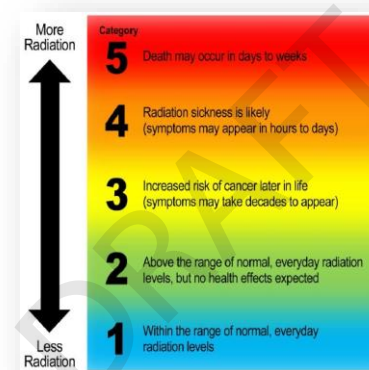 More
Radiation
Category
5 Death may occur in days to weeks
4 Radiation sickness is likely
(symptoms may appear in hours to days)
3 Increased risk of cancer later in life
(symptoms may take decades to appear)
2 Above the range of normal, everyday radiation
levels, but no health effects expected
1 Within the range of normal, everyday
radiation levels
Less
Radiation
DRAFT